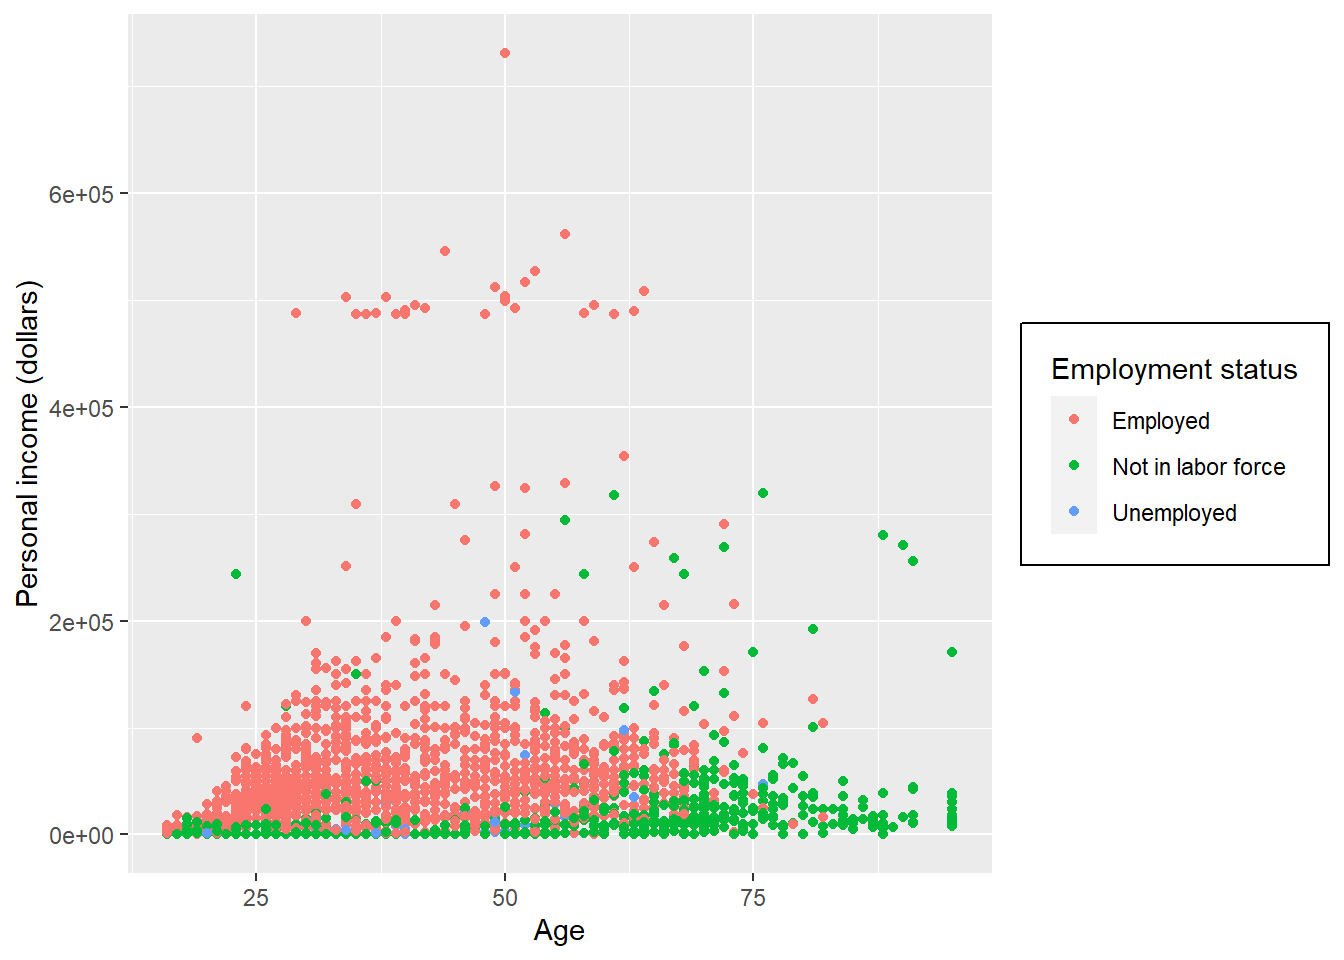 6e+05
4e+05
2e+05
0e+00
Personal income (dollars)
25
50
75
Age
Employment status
Employed
Not in labor force
Unemployed